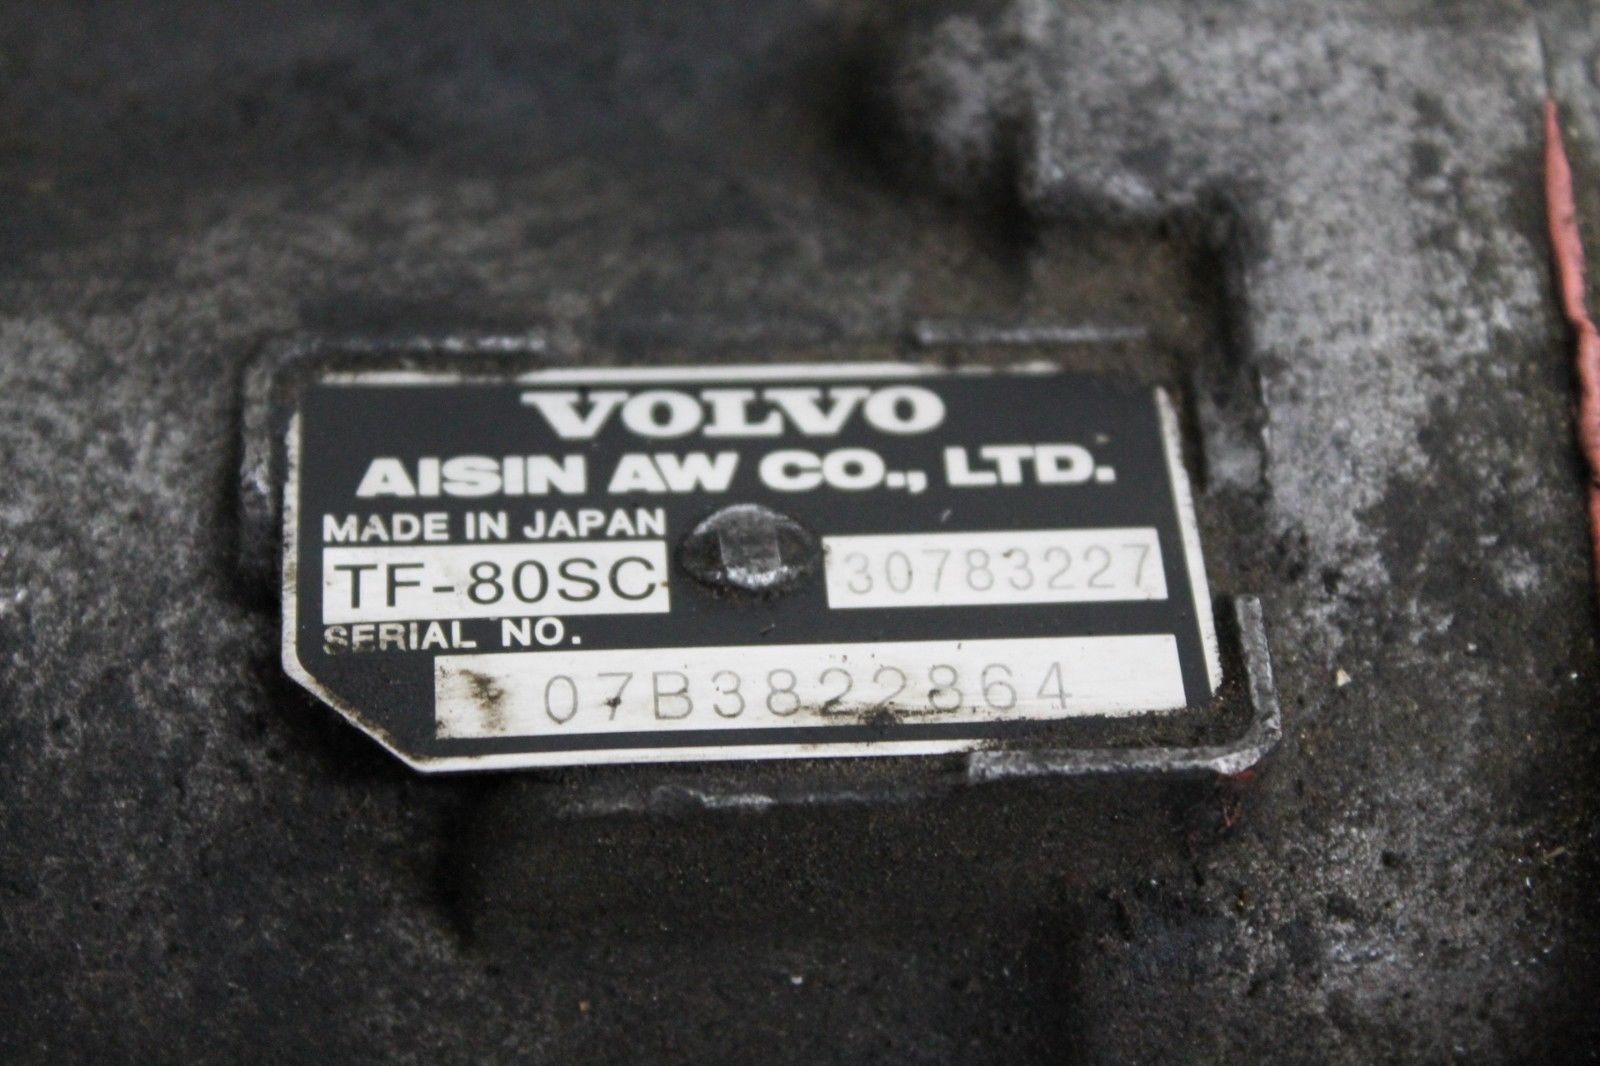 VOLVO
AISIN AW CO., LTD.
MADE IN JAPAN
TF-80SC 30783227
SERIAL NO.
07B3822864